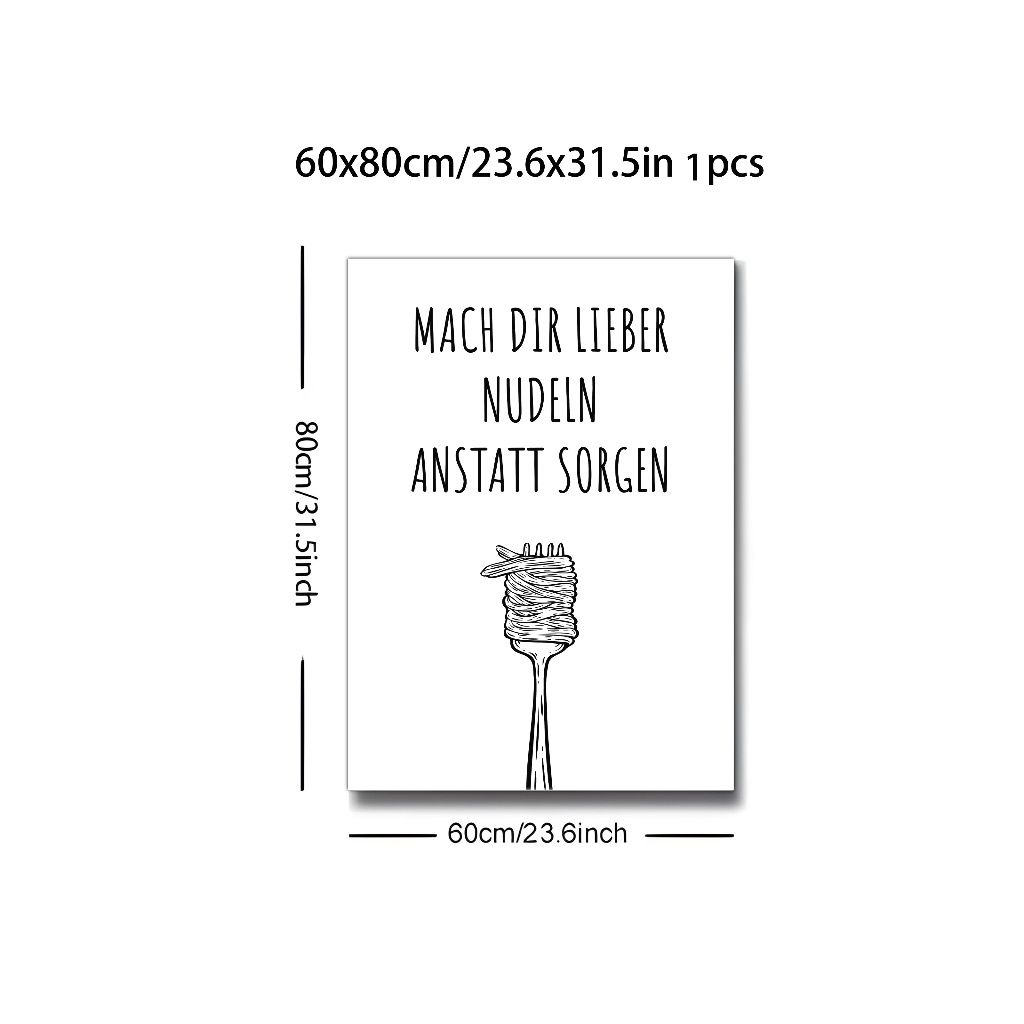 60x80cm/23.6x31.5in 1pcs
MACH DIR LIEBER
NUDELN
ANSTATT SORGEN
80cm/31.5inch
60cm/23.6inch